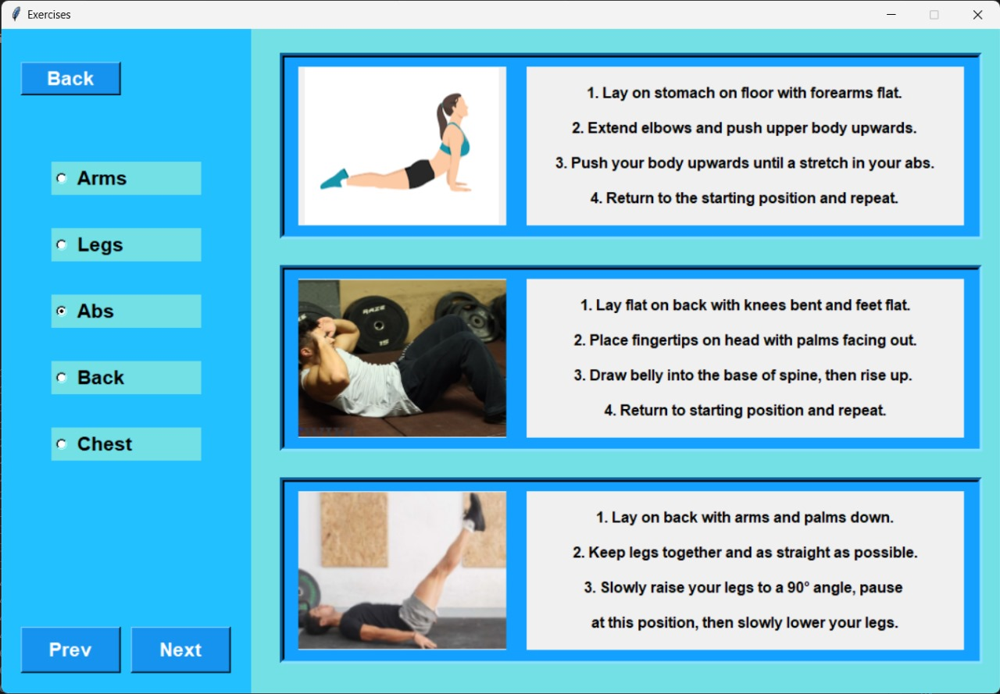 Exercises
Back
Arms
Legs
Abs
Back
Chest
Prev
Next
1. Lay on stomach on floor with forearms flat.
2. Extend elbows and push upper body upwards.
3. Push your body upwards until a stretch in your abs.
4. Return to the starting position and repeat.
RAZE
15
1. Lay flat on back with knees bent and feet flat.
2. Place fingertips on head with palms facing out.
3. Draw belly into the base of spine, then rise up.
4. Return to starting position and repeat.
1. Lay on back with arms and palms down.
2. Keep legs together and as straight as possible.
3. Slowly raise your legs to a 90° angle, pause
at this position, then slowly lower your legs.